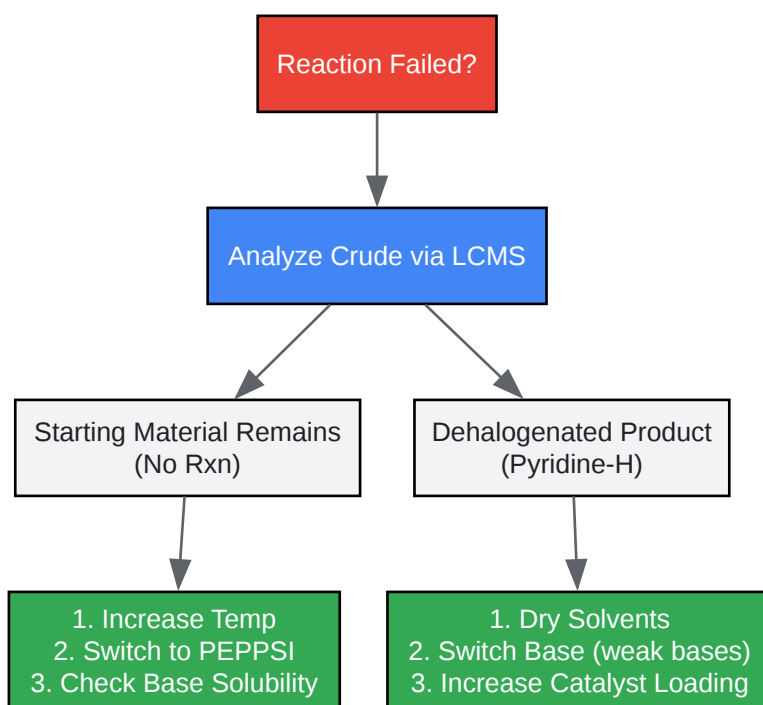 Reaction Failed?
Analyze Crude via LCMS
Starting Material Remains
(No Rxn)
Dehalogenated Product
(Pyridine-H)
1. Increase Temp
2. Switch to PEPPSI
3. Check Base Solubility
1. Dry Solvents
2. Switch Base (weak bases)
3. Increase Catalyst Loading